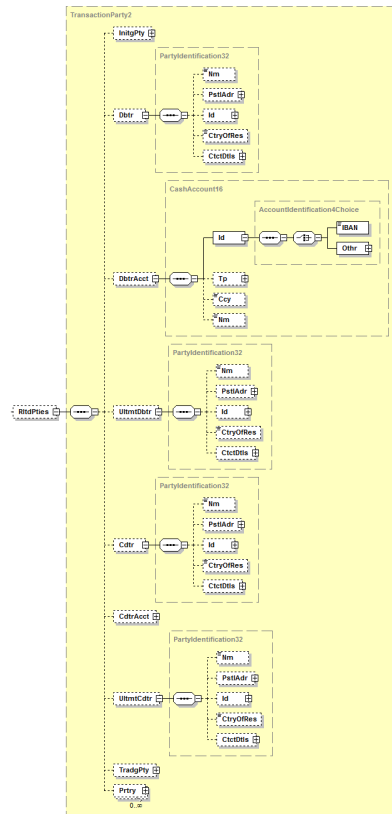 TransactionParty2
InitgPty
PartyIdentification32
Nm
PstlAdr
Dbtr
Id
CtryOfRes
CtctDtls
CashAccount16
AccountIdentification4Choice
IBAN
Id
Othr
DbtrAcct
Tp
Ccy
Nm
PartyIdentification32
Nm
PstlAdr
RltdPties
UltmtDbtr
Id
CtryOfRes
CtctDtls
PartyIdentification32
Nm
PstlAdr
Cdtr
Id
CtryOfRes
CtctDtls
CdtrAcct
PartyIdentification32
Nm
PstlAdr
UltmtCdtr
Id
CtryOfRes
CtctDtls
TradgPty
Prtry
0..∞